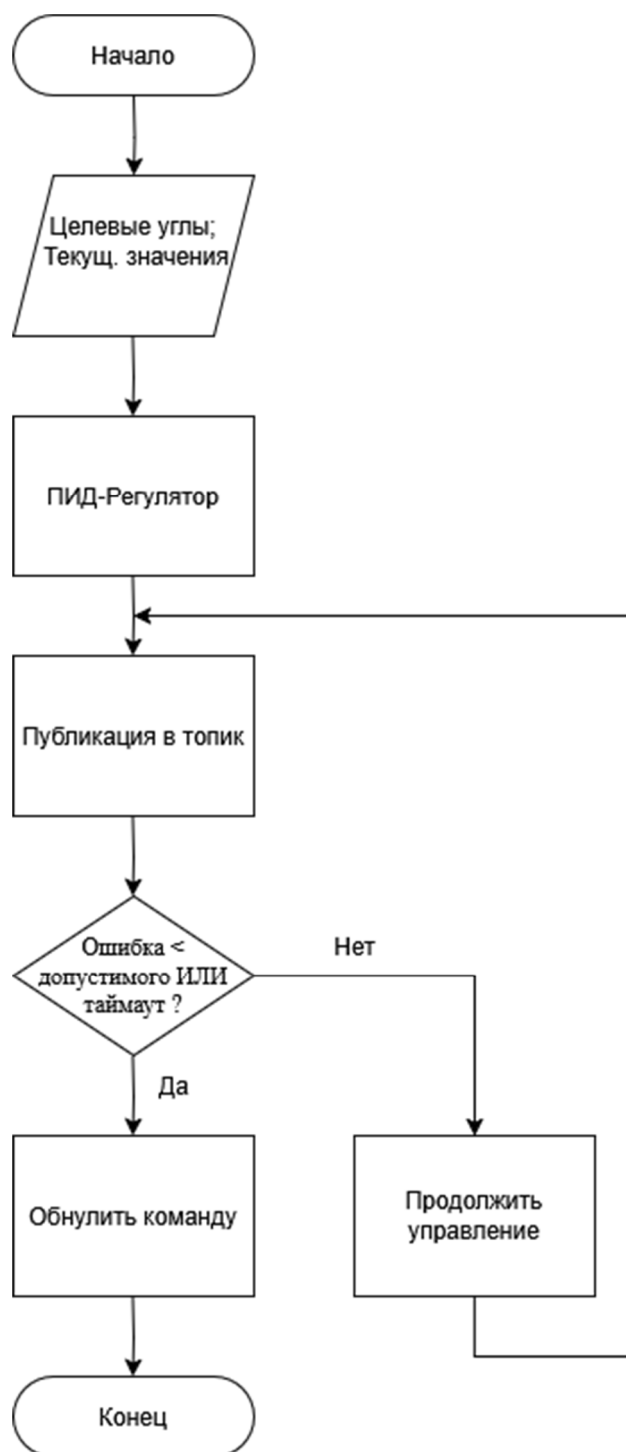 Начало
Целевые углы;
Текущ. значения
ПИД-Регулятор
Публикация в топик
Ошибка <
допустимого ИЛИ
таймаут ?
Нет
Да
Обнулить команду
Продолжить
управление
Конец